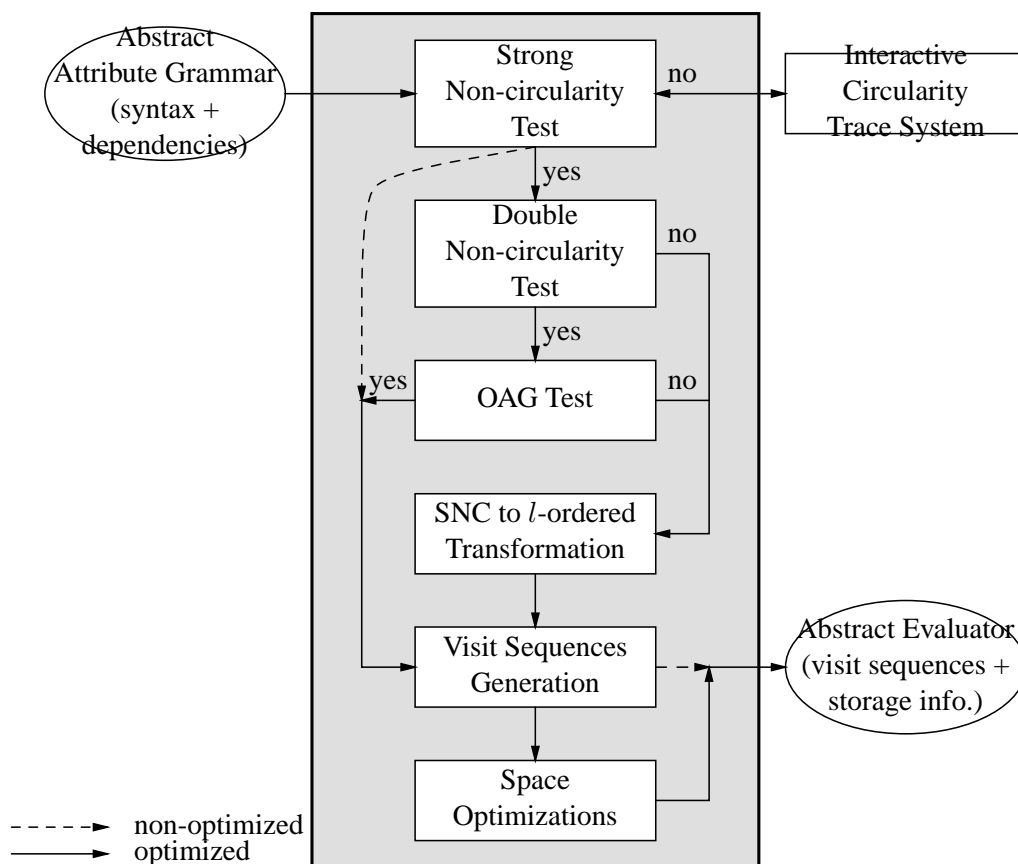 Abstract
Attribute Grammar
(syntax +
dependencies)
Strong
Non-circularity
Test
no
Interactive
Circularity
Trace System
yes
Double
Non-circularity
Test
no
yes
yes
OAG Test
no
SNC to l-ordered
Transformation
Visit Sequences
Generation
Abstract Evaluator
(visit sequences +
storage info.)
Space
Optimizations
non-optimized
optimized